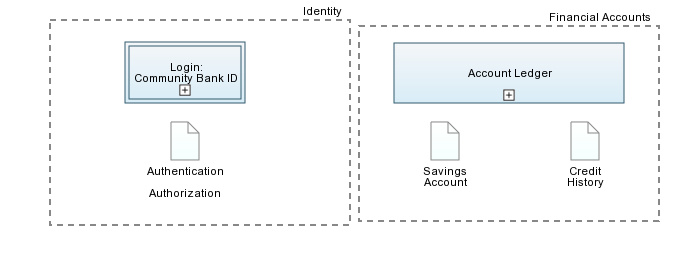 Identity
Financial Accounts
Login:
Community Bank ID
Account Ledger
Authentication
Authorization
Savings
Account
Credit
History